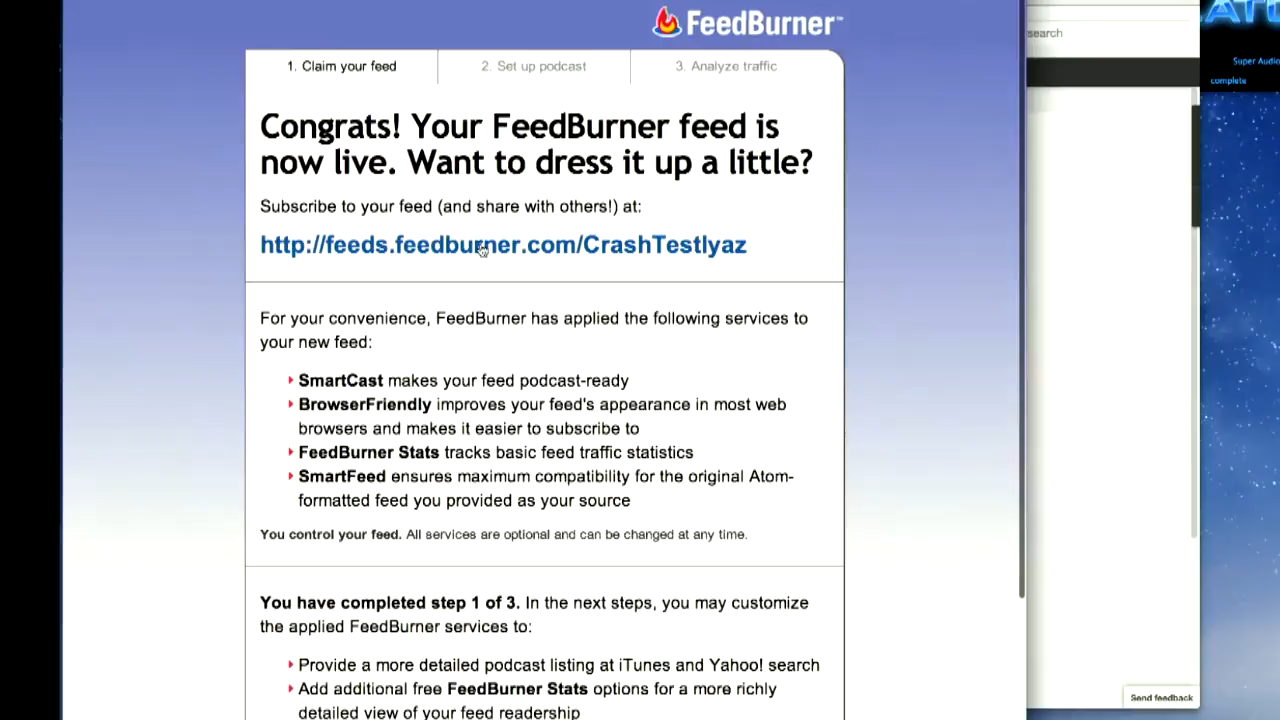 FeedBurner™
search
Super Audio
complete
1. Claim your feed
2. Set up podcast
3. Analyze traffic
Congrats! Your FeedBurner feed is
now live. Want to dress it up a little?
Subscribe to your feed (and share with others!) at:
http://feeds.feedburner.com/CrashTestIyaz
For your convenience, FeedBurner has applied the following services to
your new feed:
SmartCast makes your feed podcast-ready
BrowserFriendly improves your feed's appearance in most web
browsers and makes it easier to subscribe to
FeedBurner Stats tracks basic feed traffic statistics
SmartFeed ensures maximum compatibility for the original Atom-
formatted feed you provided as your source
You control your feed. All services are optional and can be changed at any time.
You have completed step 1 of 3. In the next steps, you may customize
the applied FeedBurner services to:
Provide a more detailed podcast listing at iTunes and Yahoo! search
Add additional free FeedBurner Stats options for a more richly
detailed view of your feed readership
Send feedback